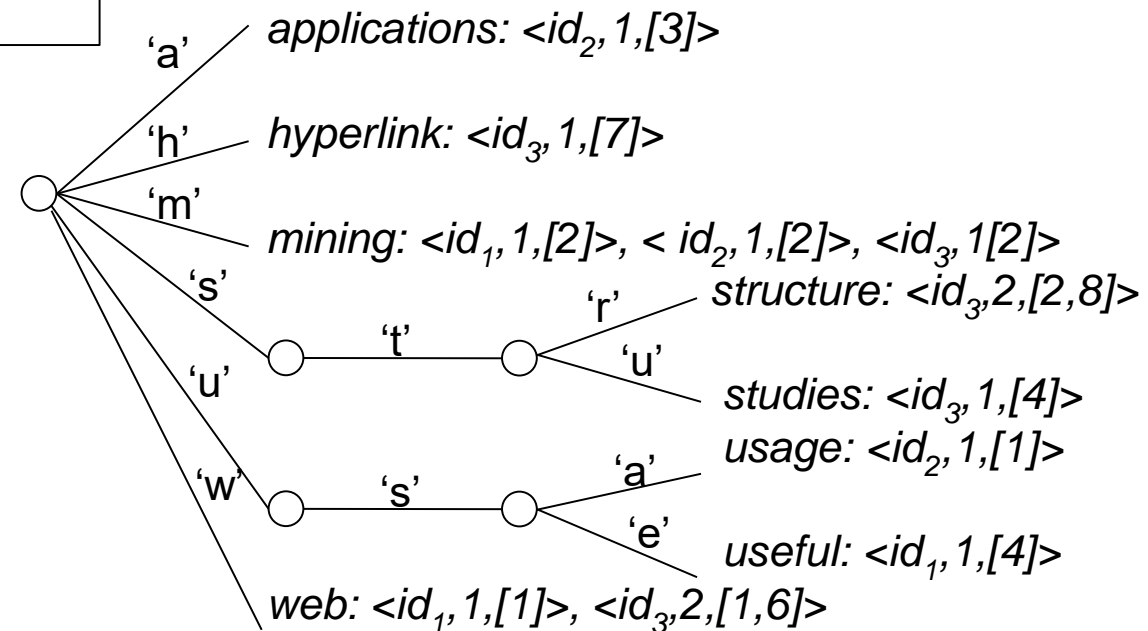 ‘a’ applications: <id2,1,[3]>
‘h’ hyperlink: <id3,1,[7]>
‘m’ mining: <id1,1,[2]>, < id2,1,[2]>, <id3,1[2]>
‘s’ ‘t’ ‘r’ structure: <id3,2,[2,8]>
‘u’ studies: <id3,1,[4]>
‘u’ ‘s’ ‘a’ usage: <id2,1,[1]>
‘e’ useful: <id1,1,[4]>
‘w’ web: <id1,1,[1]>, <id3,2,[1,6]>